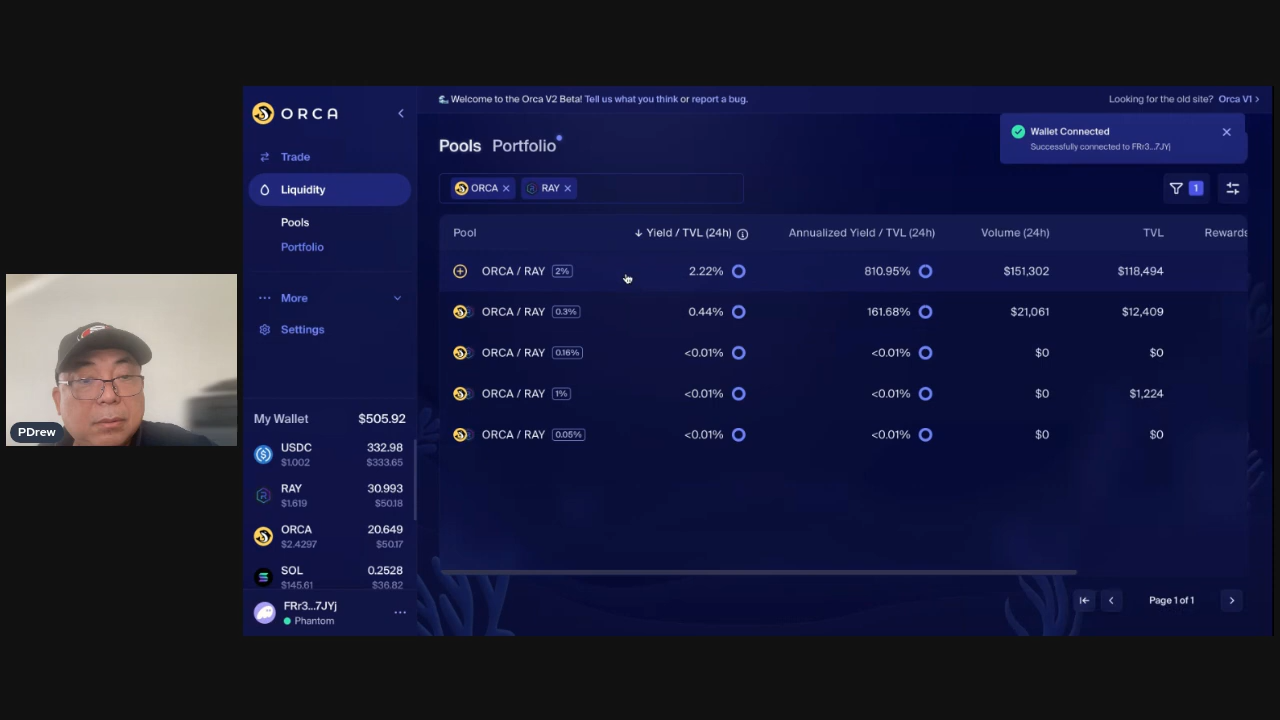 ORCA
Welcome to the Orca V2 Beta! Tell us what you think or report a bug.
Looking for the old site? Orca V1
Trade
Liquidity
Pools
Portfolio
More
Settings
My Wallet $505.92
USDC 332.98
$1.002 $333.65
RAY 30.993
$1.619 $50.18
ORCA 20.649
$2.4297 $50.17
SOL 0.2528
$145.61 $36.82
FRr3...7JYj
Phantom
Pools Portfolio
Wallet Connected
Successfully connected to FRr3...7JYj
ORCA RAY
1
Pool Yield / TVL (24h) Annualized Yield / TVL (24h) Volume (24h) TVL Rewards
ORCA / RAY 2% 2.22% 810.95% $151,302 $118,494
ORCA / RAY 0.3% 0.44% 161.68% $21,061 $12,409
ORCA / RAY 0.16% <0.01% <0.01% $0 $0
ORCA / RAY 1% <0.01% <0.01% $0 $1,224
ORCA / RAY 0.05% <0.01% <0.01% $0 $0
Page 1 of 1
PDrew